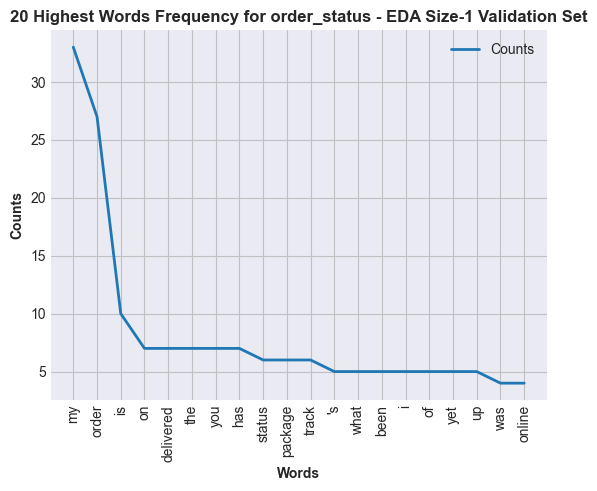 20 Highest Words Frequency for order_status - EDA Size-1 Validation Set
Counts
30
25
20
15
10
5
Counts
my
order
is
on
delivered
the
you
has
status
package
track
's
what
been
i
of
yet
up
was
online
Words